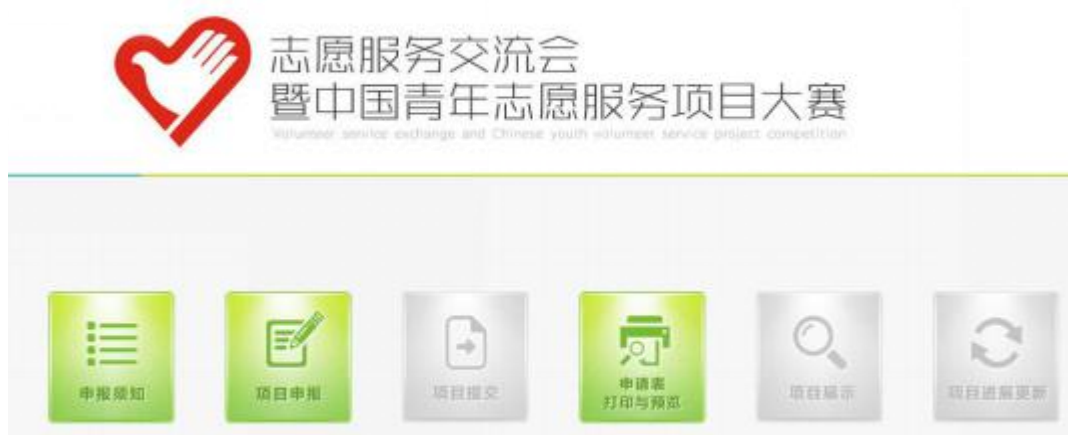 志愿服务交流会
暨中国青年志愿服务项目大赛
Volunteer service exchange and Chinese youth volunteer service project competition
申报须知
项目申报
项目提交
申请表
打印与预览
项目展示
项目进展更新